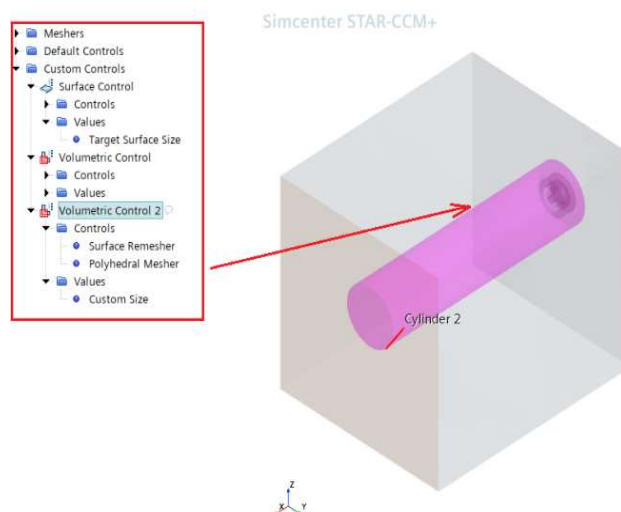 Simcenter STAR-CCM+
Meshers
Default Controls
Custom Controls
Surface Control
Controls
Values
Target Surface Size
Volumetric Control
Controls
Values
Volumetric Control 2
Controls
Surface Remesher
Polyhedral Mesher
Values
Custom Size
Cylinder 2
Z
X
Y